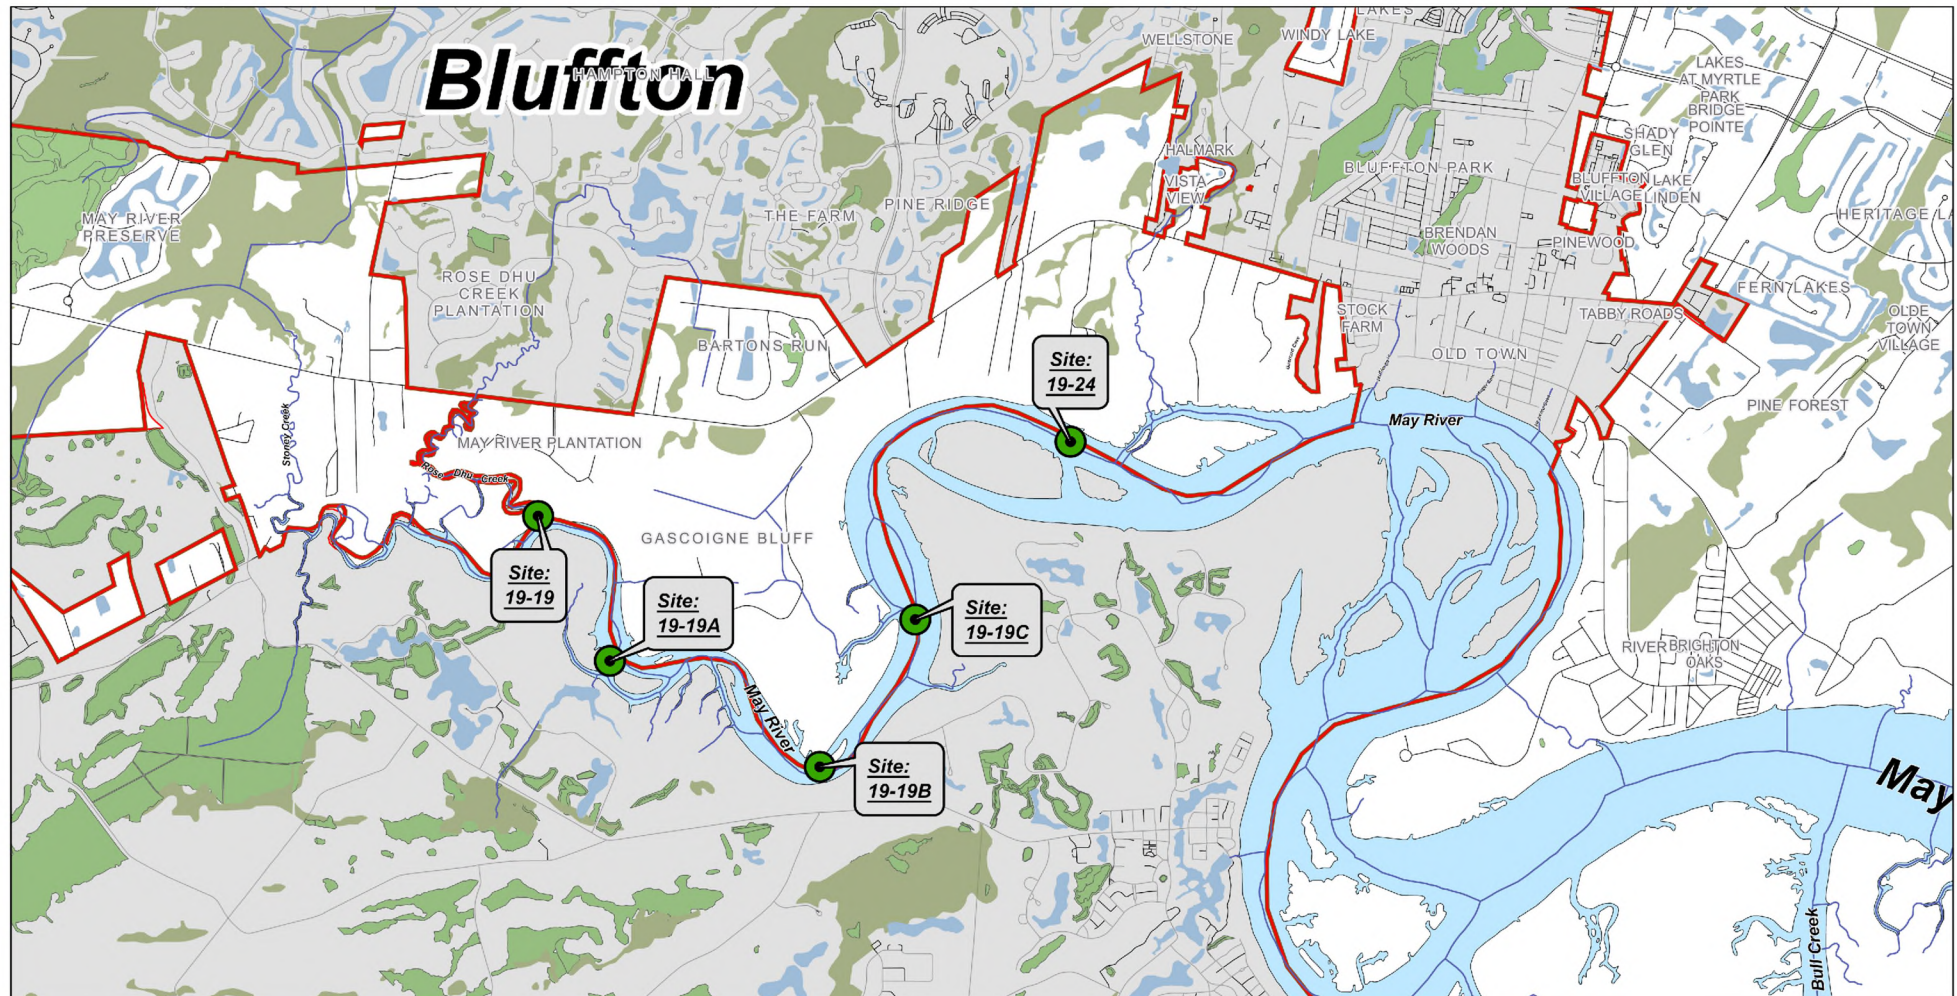 LAKES
WELLSTONE
WINDY LAKE
Bluffton
HAMPTON HALL
LAKES
AT MYRTLE
PARK
BRIDGE
POINTE
SHADY
GLEN
HALMARK
BLUFFTON PARK
VISTA
VIEW
BLUFFTON
VILLAGE
LAKE
LINDEN
MAY RIVER
PRESERVE
THE FARM
PINE RIDGE
HERITAGE LA
BRENDAN
WOODS
PINEWOOD
ROSE DHU
CREEK
PLANTATION
FERN LAKES
STOCK
FARM
TABBY ROADS
OLDE
TOWN
VILLAGE
BARTONS RUN
OLD TOWN
Site:
19-24
PINE FOREST
May River
Stoney Creek
MAY RIVER PLANTATION
Rose Dhu Creek
GASCOIGNE BLUFF
Site:
19-19
Site:
19-19A
Site:
19-19C
RIVER
BRIGHTON
OAKS
May River
Site:
19-19B
May
Bull Creek